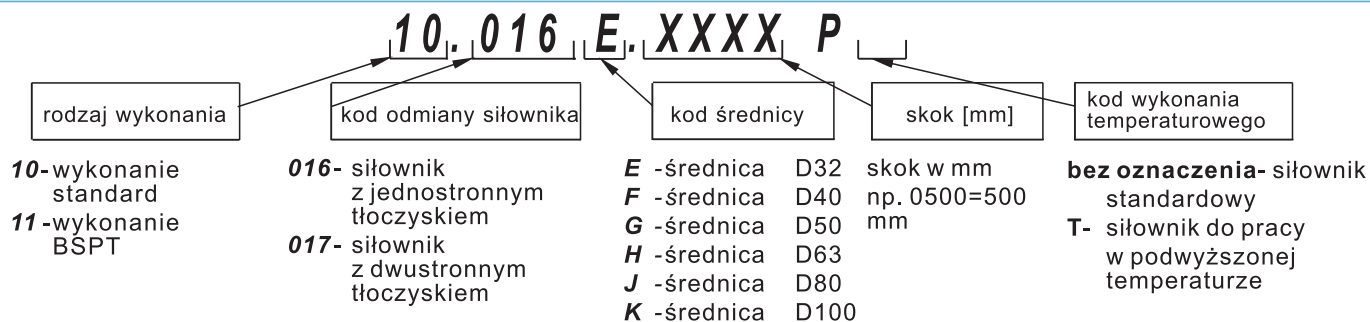 10.016 E.XXXX P
rodzaj wykonania
kod odmiany siłownika
kod średnicy
skok [mm]
kod wykonania
temperaturowego
10-wykonanie
standard
11-wykonanie
BSPT
016- siłownik
z jednostronnym
tłoczyskiem
017- siłownik
z dwustronnym
tłoczyskiem
E -średnica D32
F -średnica D40
G -średnica D50
H -średnica D63
J -średnica D80
K -średnica D100
skok w mm
np. 0500=500
mm
bez oznaczenia- siłownik
standardowy
T- siłownik do pracy
w podwyższonej
temperaturze